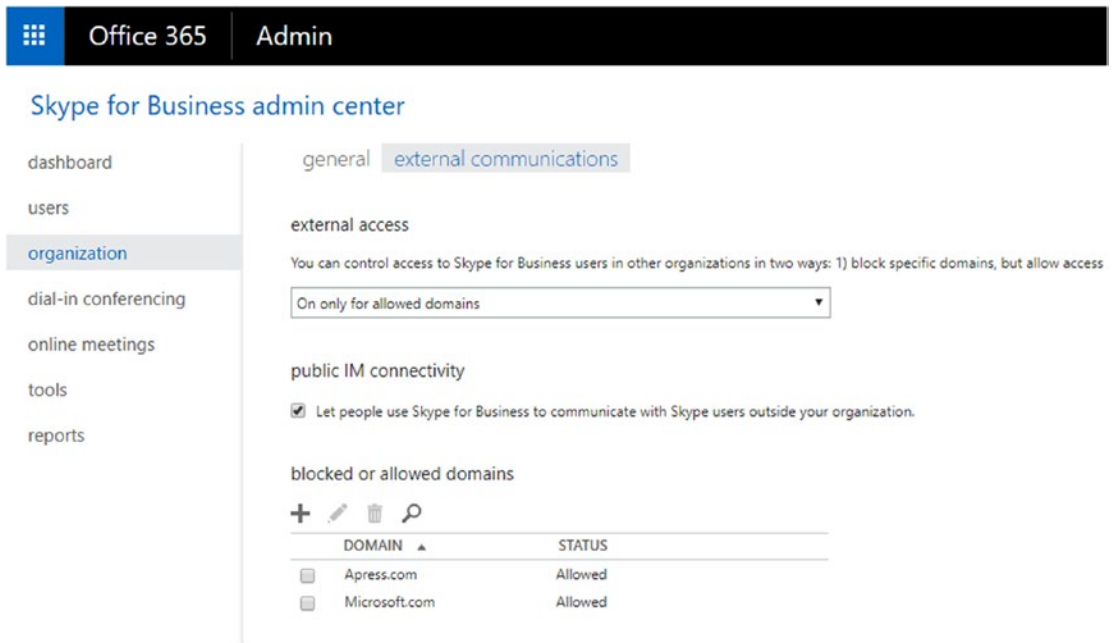 Office 365 Admin
Skype for Business admin center
dashboard
users
organization
dial-in conferencing
online meetings
tools
reports
general external communications
external access
You can control access to Skype for Business users in other organizations in two ways: 1) block specific domains, but allow access
On only for allowed domains
public IM connectivity
Let people use Skype for Business to communicate with Skype users outside your organization.
blocked or allowed domains
DOMAIN STATUS
Apress.com Allowed
Microsoft.com Allowed